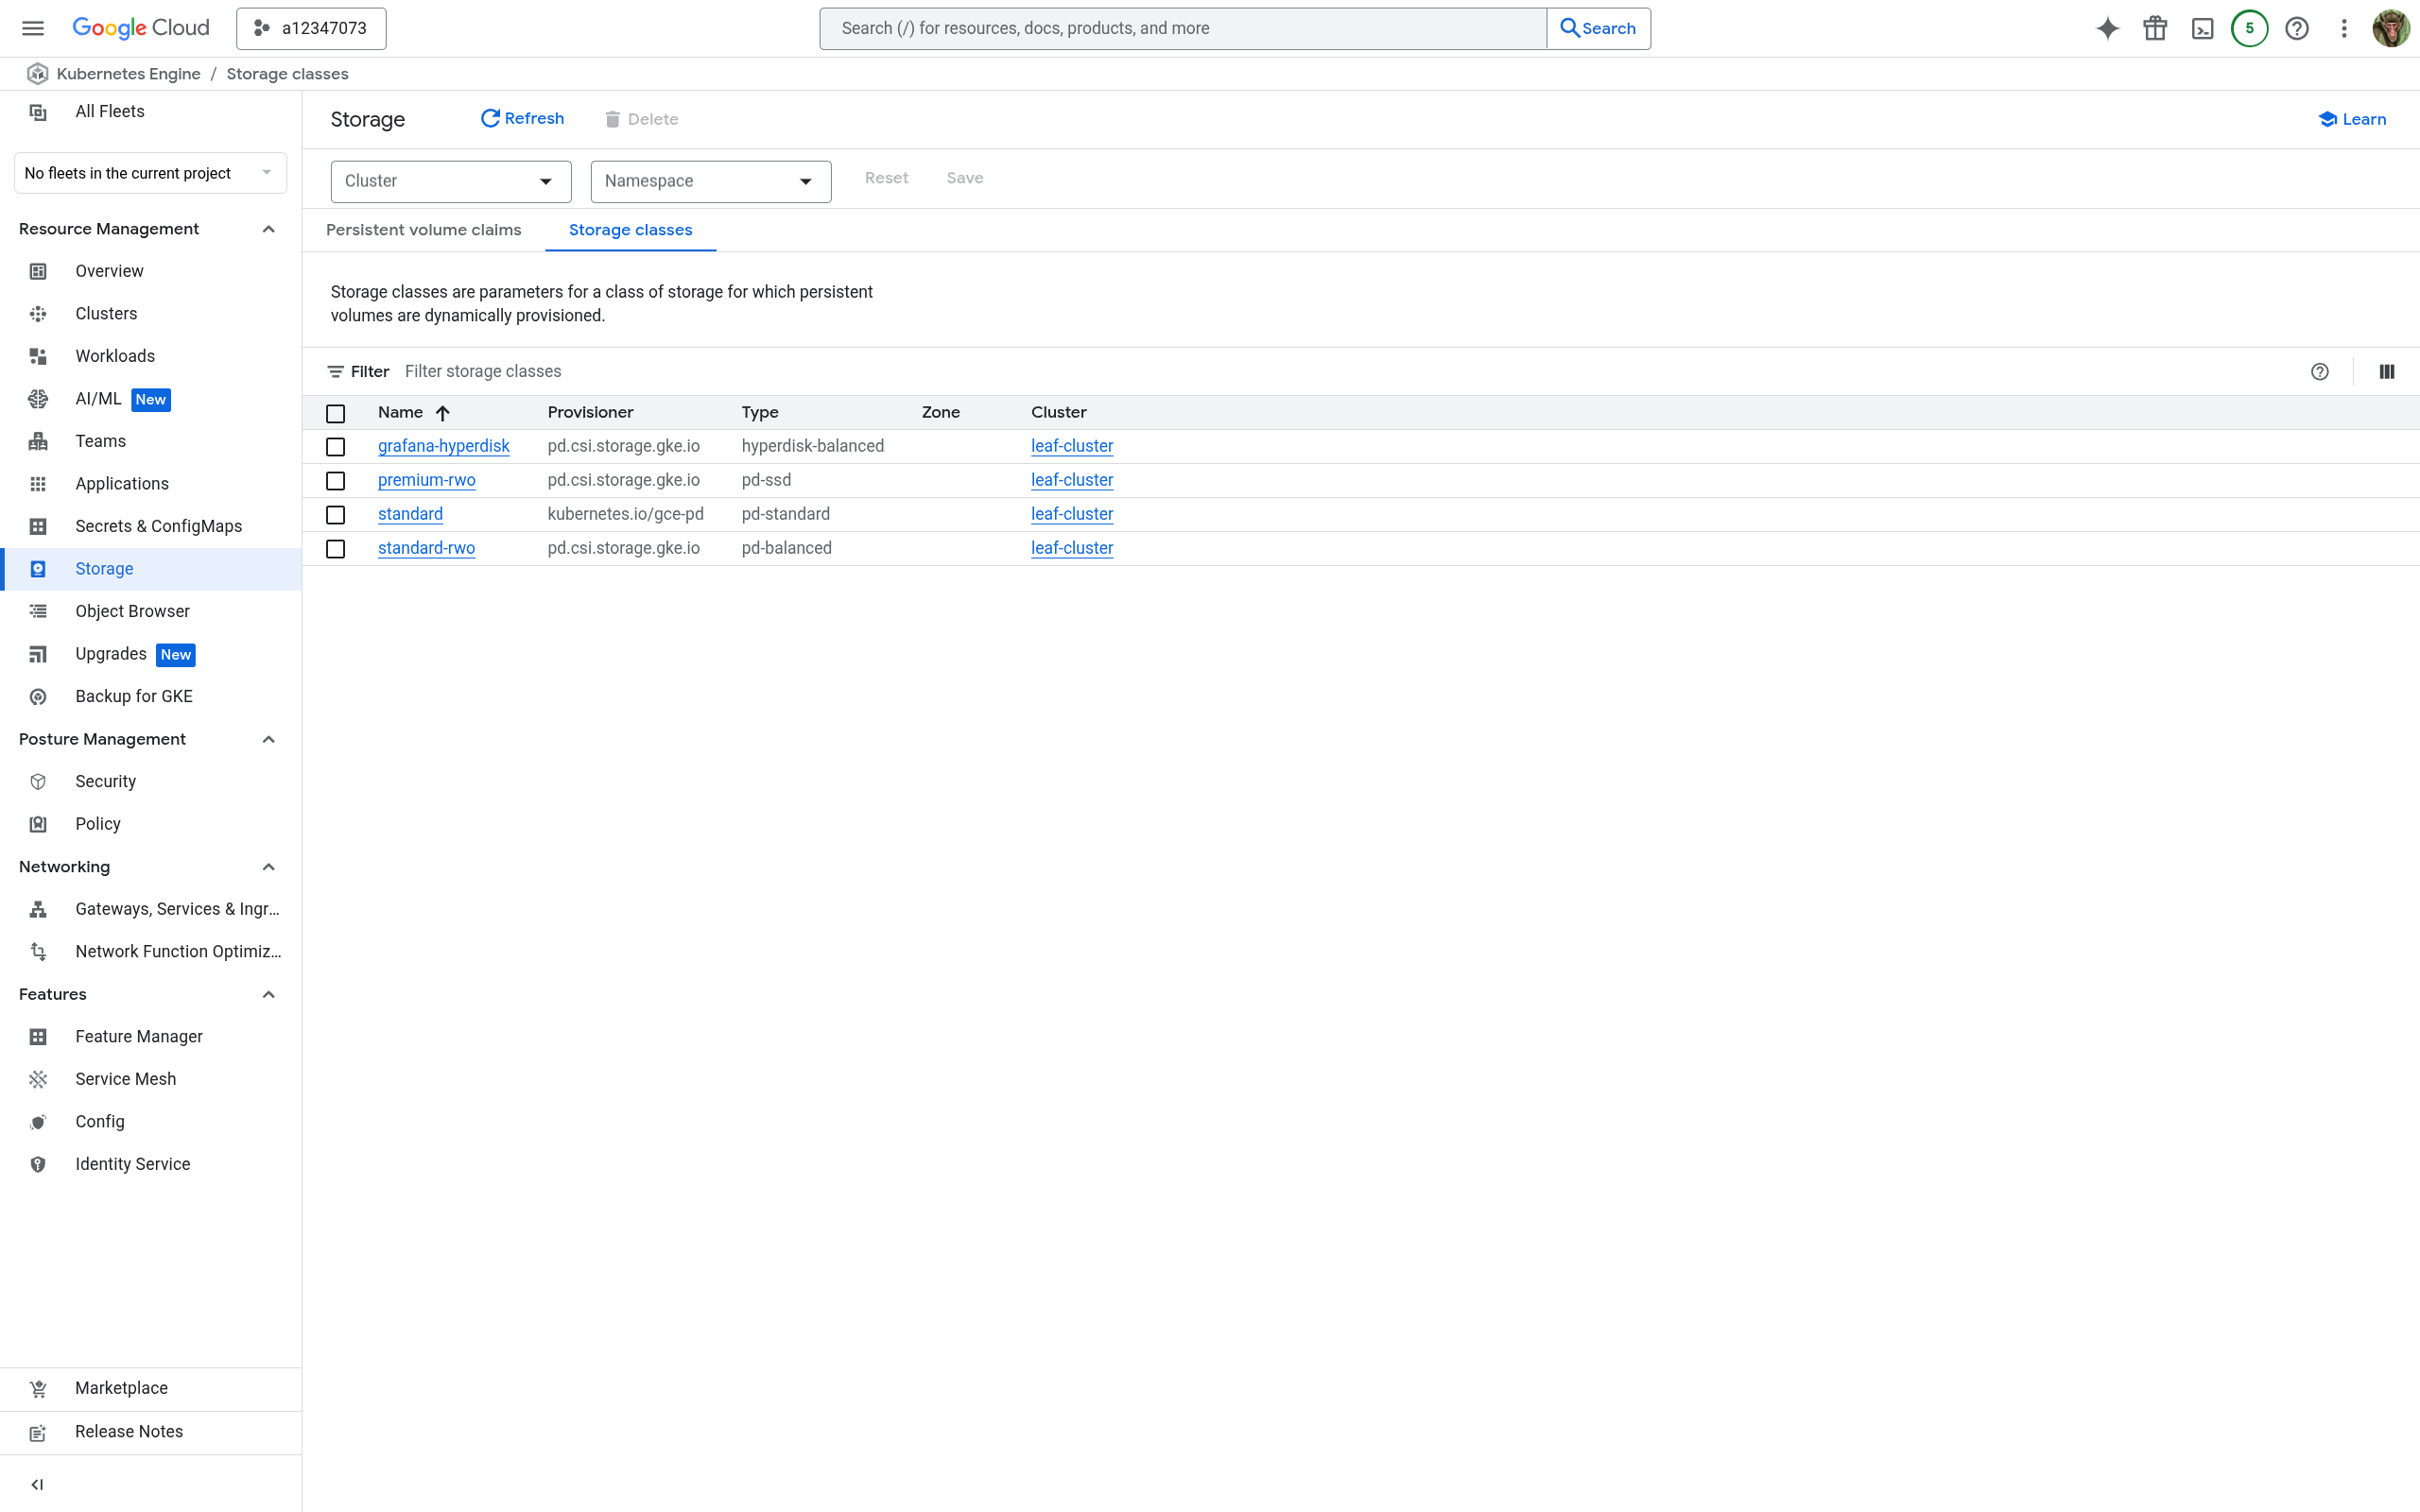 Google Cloud
a12347073
Search (/) for resources, docs, products, and more
Search
5
Kubernetes Engine / Storage classes
All Fleets
No fleets in the current project
Resource Management
Overview
Clusters
Workloads
AI/ML New
Teams
Applications
Secrets & ConfigMaps
Storage
Object Browser
Upgrades New
Backup for GKE
Posture Management
Security
Policy
Networking
Gateways, Services & Ingr...
Network Function Optimiz...
Features
Feature Manager
Service Mesh
Config
Identity Service
Marketplace
Release Notes
Storage Refresh Delete Learn
Cluster Namespace Reset Save
Persistent volume claims Storage classes
Storage classes are parameters for a class of storage for which persistent
volumes are dynamically provisioned.
Filter Filter storage classes
Name Provisioner Type Zone Cluster
grafana-hyperdisk pd.csi.storage.gke.io hyperdisk-balanced leaf-cluster
premium-rwo pd.csi.storage.gke.io pd-ssd leaf-cluster
standard kubernetes.io/gce-pd pd-standard leaf-cluster
standard-rwo pd.csi.storage.gke.io pd-balanced leaf-cluster